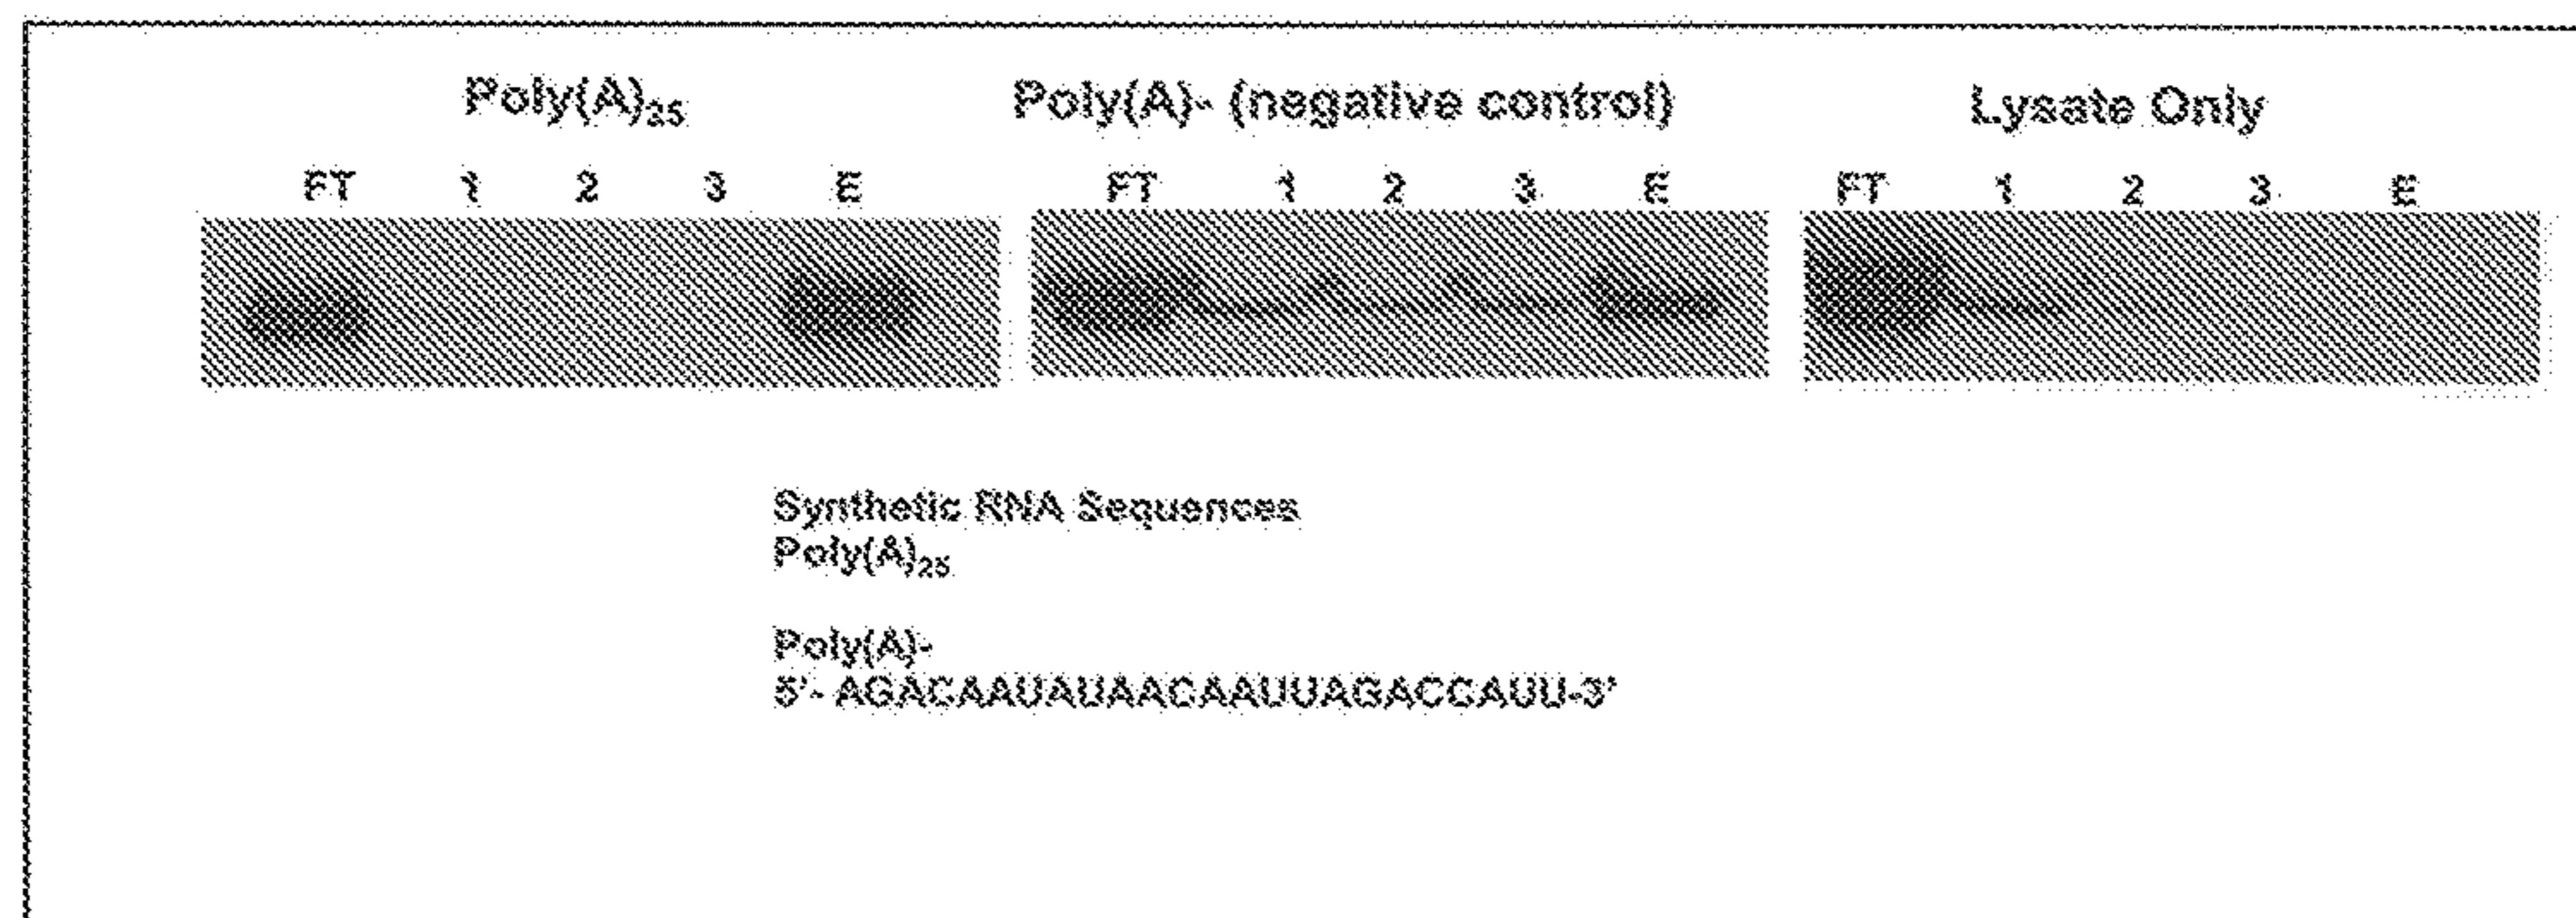 Poly(A)₂₅ Poly(A)- (negative control) Lysate Only
FT 1 2 3 E FT 1 2 3 E FT 1 2 3 E
Synthetic RNA Sequences
Poly(A)₂₅
Poly(A)-
5'- AGACAAUAUAACAAUUAGACCAUU-3'